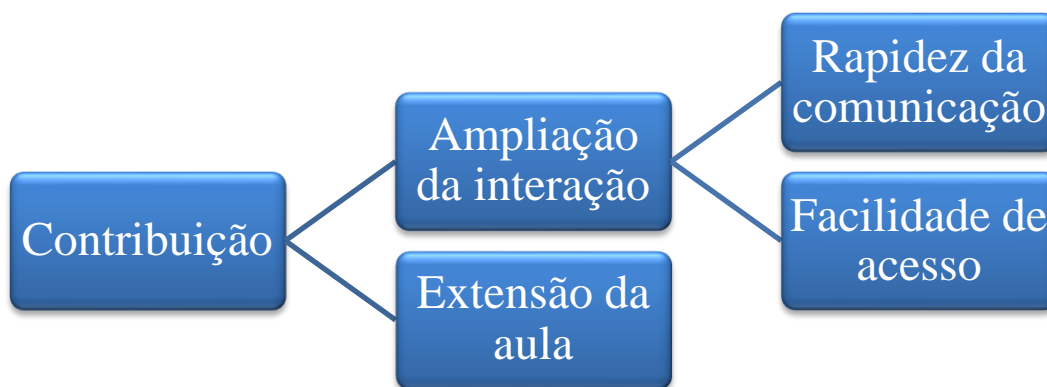 Contribuição
Ampliação
da interação
Extensão da
aula
Rapidez da
comunicação
Facilidade de
acesso